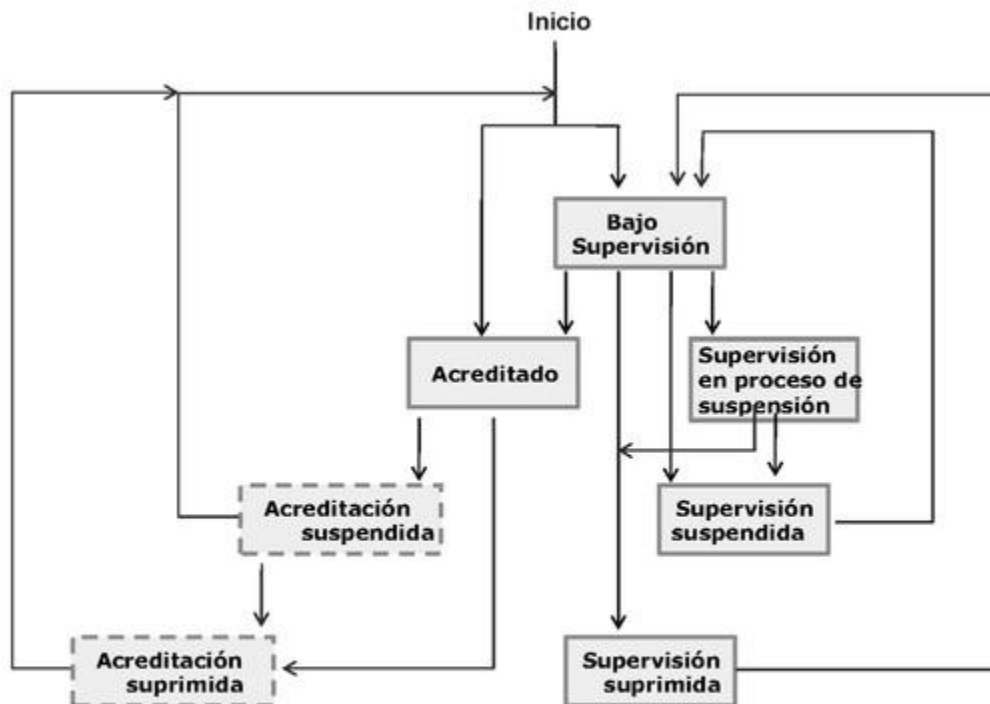 Inicio
Bajo
Supervisión
Acreditado
Supervisión
en proceso de
suspensión
Acreditación
suspendida
Supervisión
suspendida
Acreditación
suprimida
Supervisión
suprimida